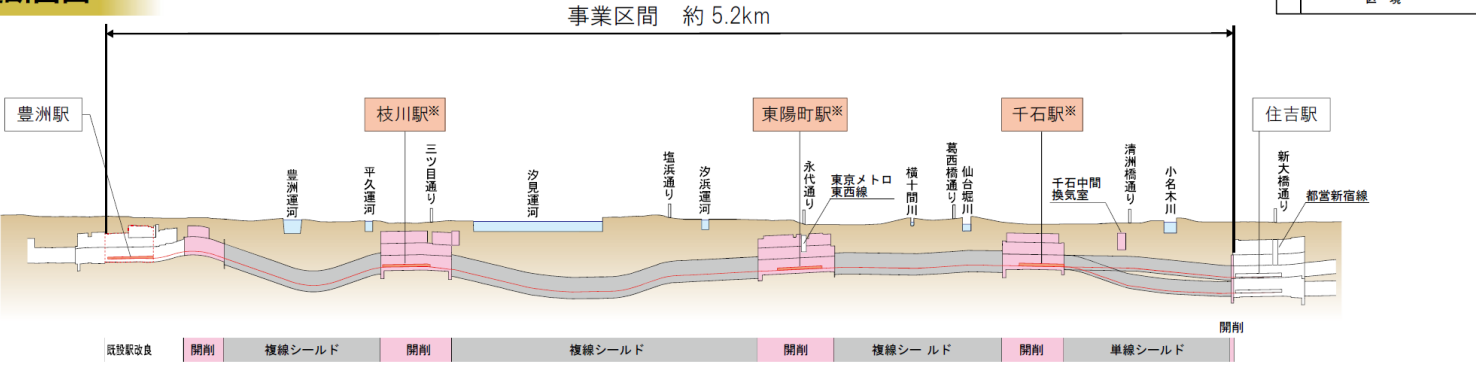 事業区間 約 5.2km
区 境
豊洲駅
枝川駅※
東陽町駅※
千石駅※
住吉駅
豊洲運河
平久運河
三ツ目通り
汐見運河
塩浜通り
汐浜運河
永代通り
東京メトロ
東西線
横十間川
葛西橋通り
仙台堀川
千石中間
換気室
清洲橋通り
小名木川
新大橋通り
都営新宿線
開削
既設駅改良
開削
複線シールド
開削
複線シールド
開削
複線シールド
開削
単線シールド